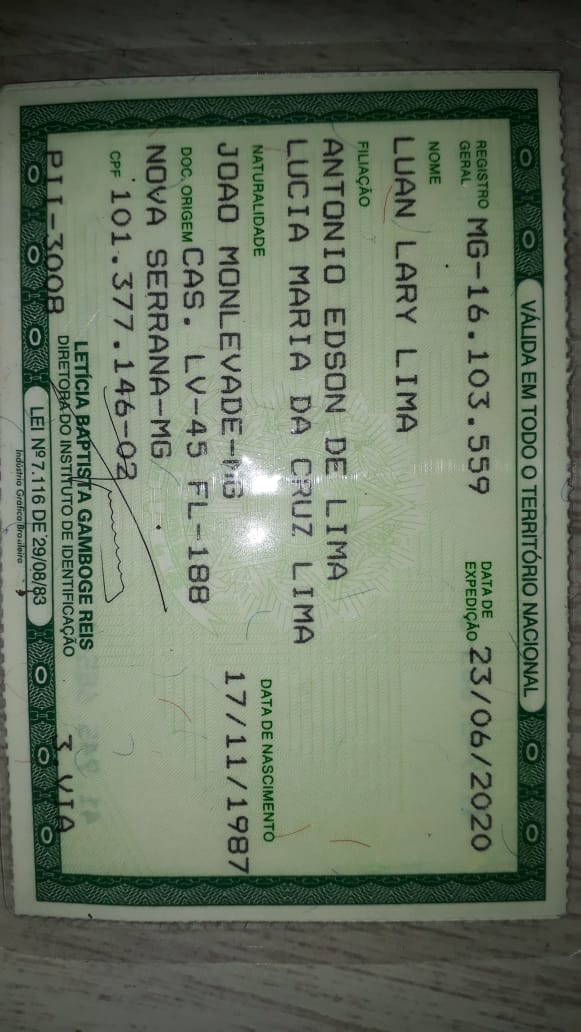 VÁLIDA EM TODO O TERRITÓRIO NACIONAL
REGISTRO GERAL MG-16.103.559 DATA DE EXPEDIÇÃO 23/06/2020
NOME
LUAN LARY LIMA
FILIAÇÃO
ANTONIO EDSON DE LIMA
LUCIA MARIA DA CRUZ LIMA
NATURALIDADE DATA DE NASCIMENTO
JOAO MONLEVADE-MG 17/11/1987
DOC. ORIGEM CAS. LV-45 FL-188
NOVA SERRANA-MG
CPF 101.377.146-02
LETÍCIA BAPTISTA GAMBOGE REIS
DIRETORA DO INSTITUTO DE IDENTIFICAÇÃO
PII-3008 3 VIA
LEI Nº 7.116 DE 29/08/83
Indústria Gráfica Brasileira